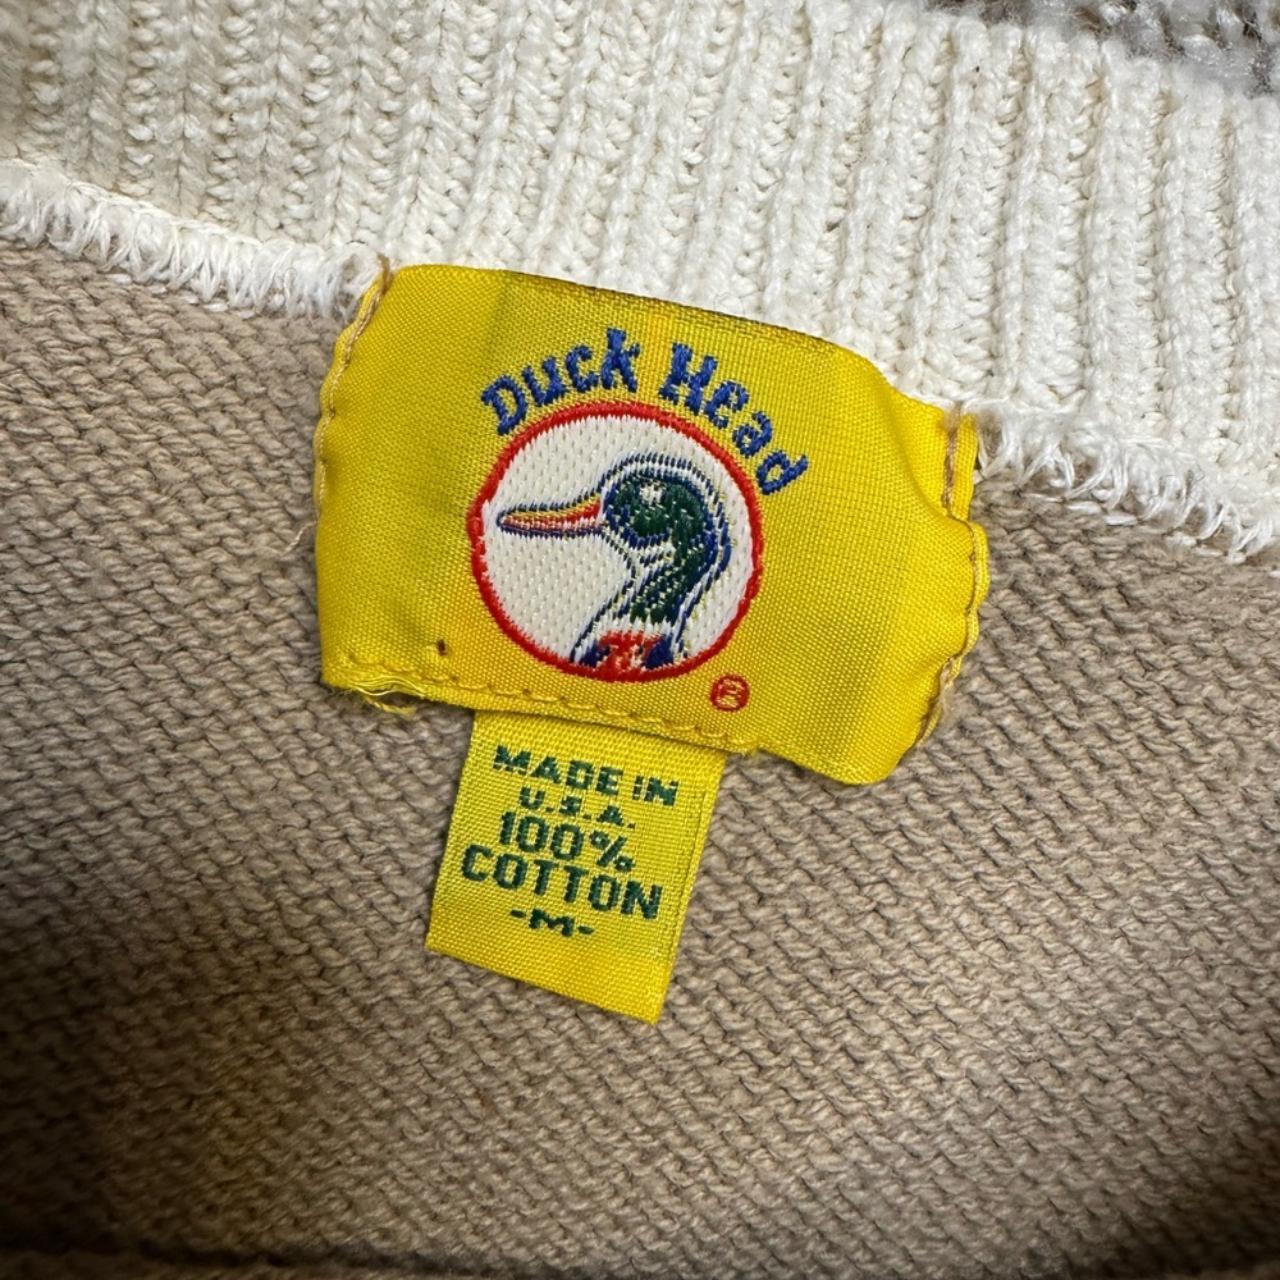 Duck Head
®
MADE IN
U.S.A.
100%
COTTON
-M-